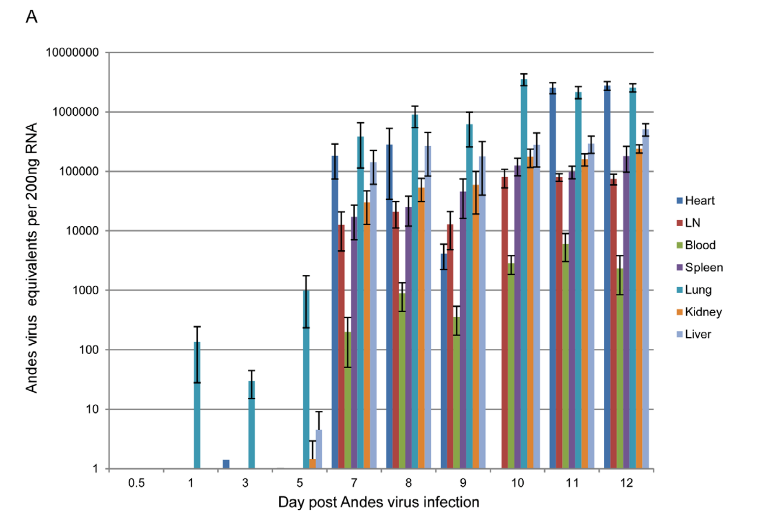 A
10000000
1000000
100000
10000
1000
100
10
1
Andes virus equivalents per 200ng RNA
0.5 1 3 5 7 8 9 10 11 12
Day post Andes virus infection
Heart
LN
Blood
Spleen
Lung
Kidney
Liver